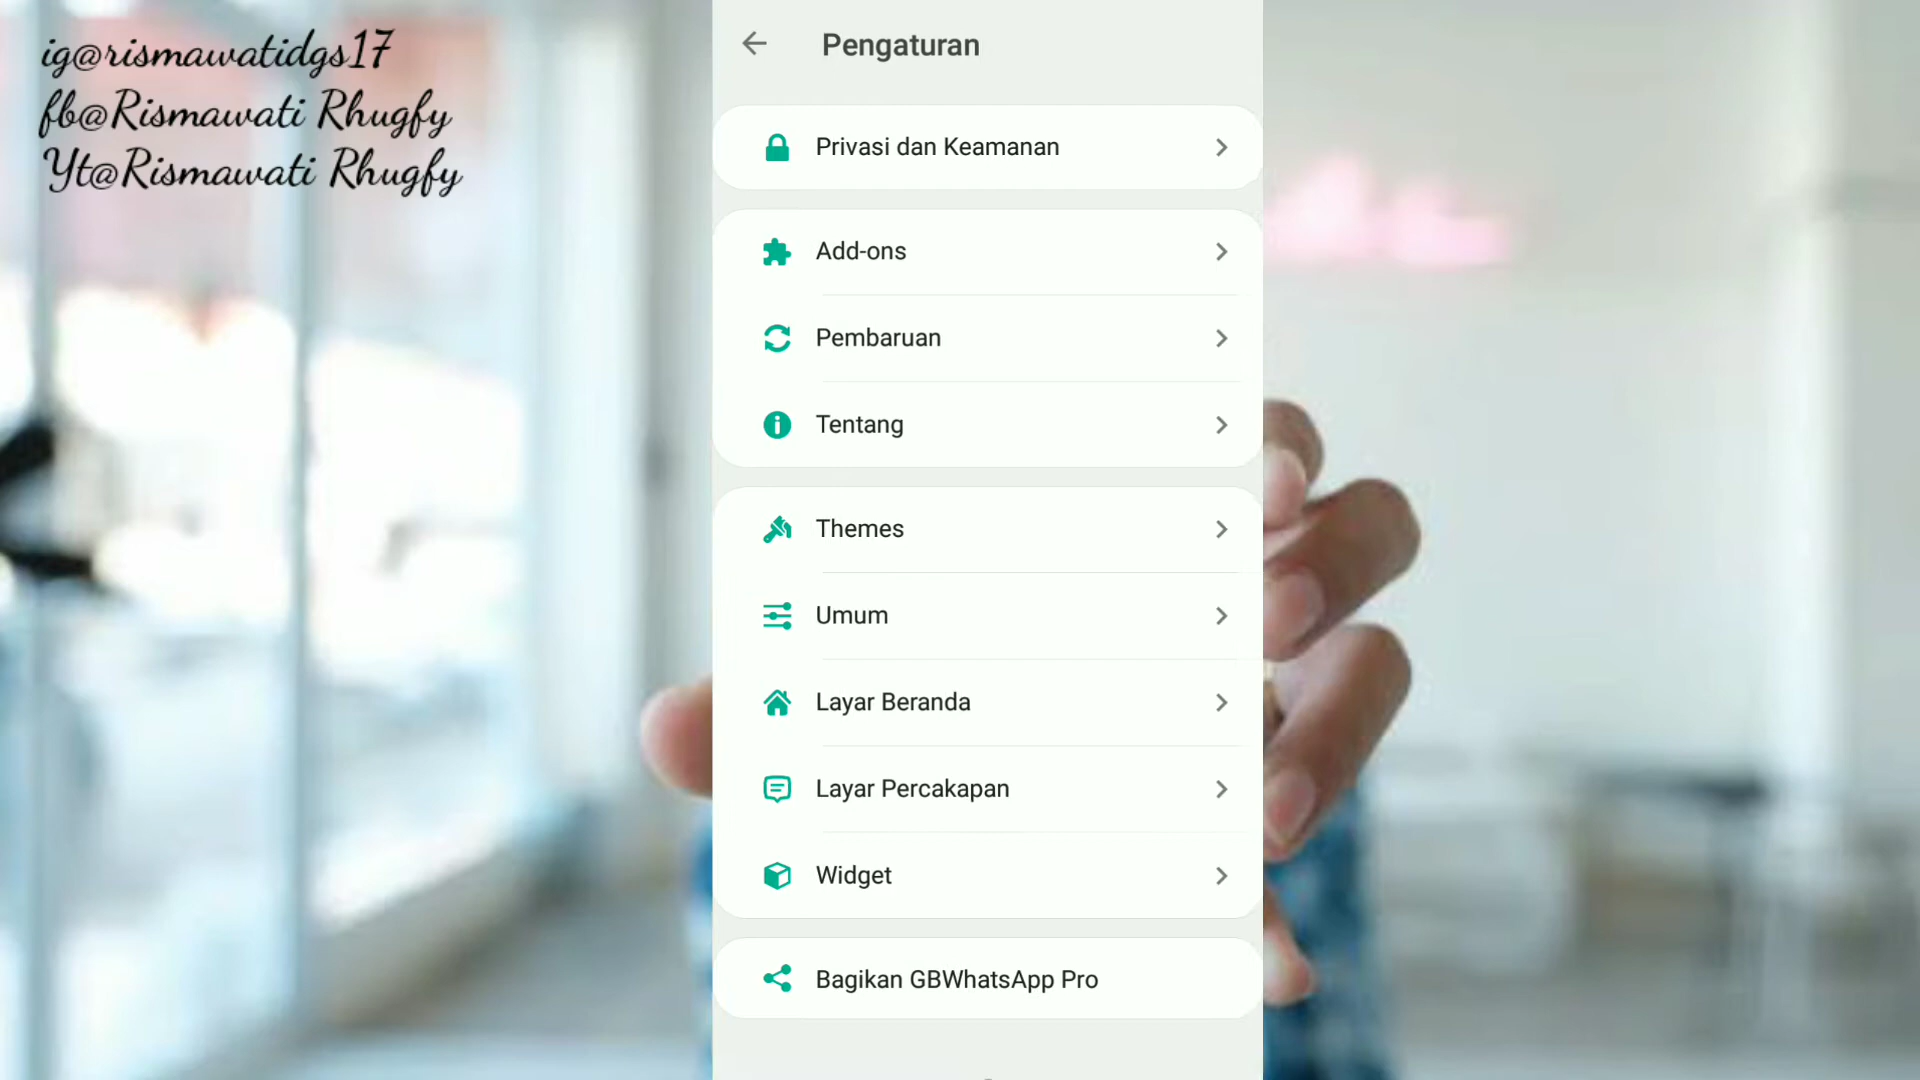 ig@rismawatidgs17
fb@Rismawati Rhugfy
Yt@Rismawati Rhugfy
Pengaturan
Privasi dan Keamanan
Add-ons
Pembaruan
Tentang
Themes
Umum
Layar Beranda
Layar Percakapan
Widget
Bagikan GBWhatsApp Pro